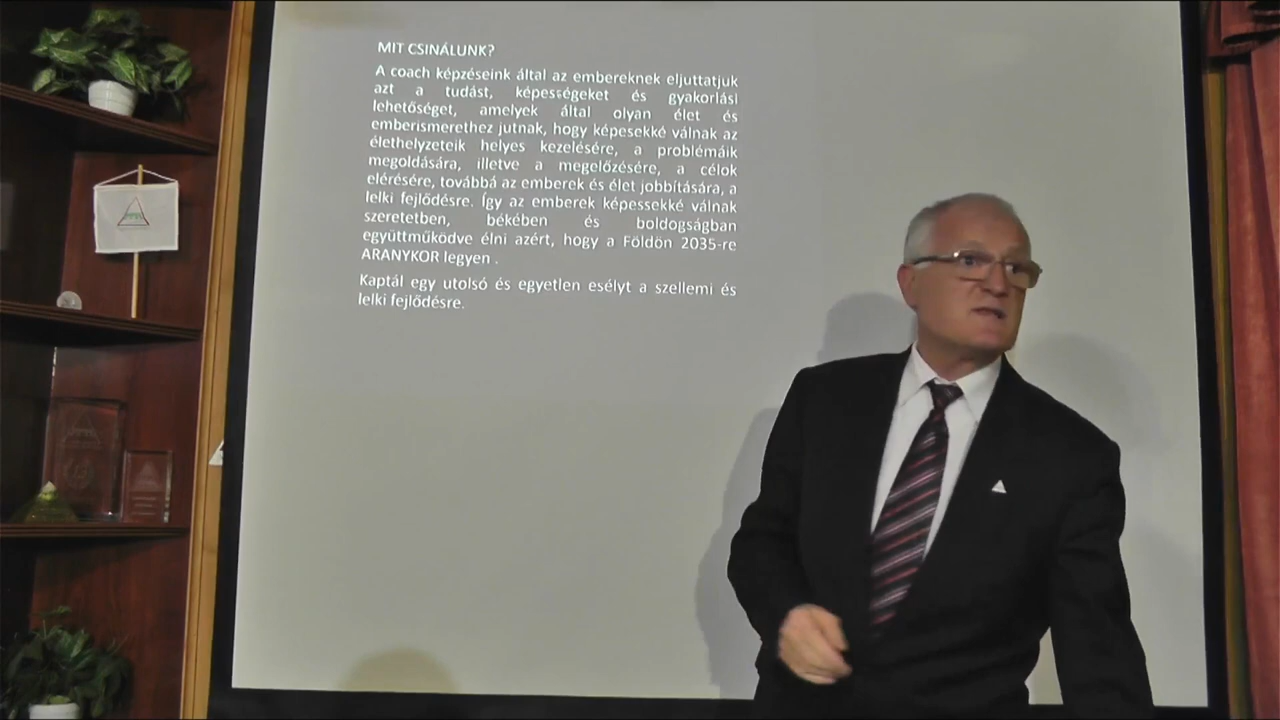 MIT CSINÁLUNK?
A coach képzéseink által az embereknek eljuttatjuk
azt a tudást, képességeket és gyakorlási
lehetőséget, amelyek által olyan élet és
emberismerethez jutnak, hogy képesekké válnak az
élethelyzeteik helyes kezelésére, a problémáik
megoldására, illetve a megelőzésére, a célok
elérésére, továbbá az emberek és élet jobbítására, a
lelki fejlődésre. Így az emberek képessekké válnak
szeretetben, békében és boldogságban
együttműködve élni azért, hogy a Földön 2035-re
ARANYKOR legyen .
Kaptál egy utolsó és egyetlen esélyt a szellemi és
lelki fejlődésre.